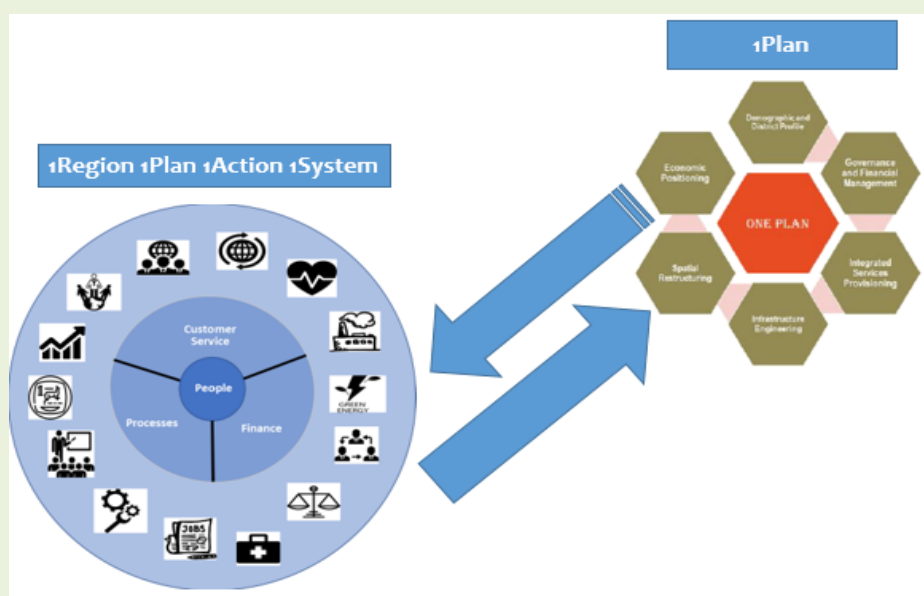 1Plan
1Region 1Plan 1Action 1System
Demographic and
District Profile
Economic
Positioning
Governance
and Financial
Management
ONE PLAN
Spatial
Restructuring
Integrated
Services
Provisioning
Infrastructure
Engineering
Customer
Service
People
Processes
Finance
GREEN
ENERGY
JOBS
1